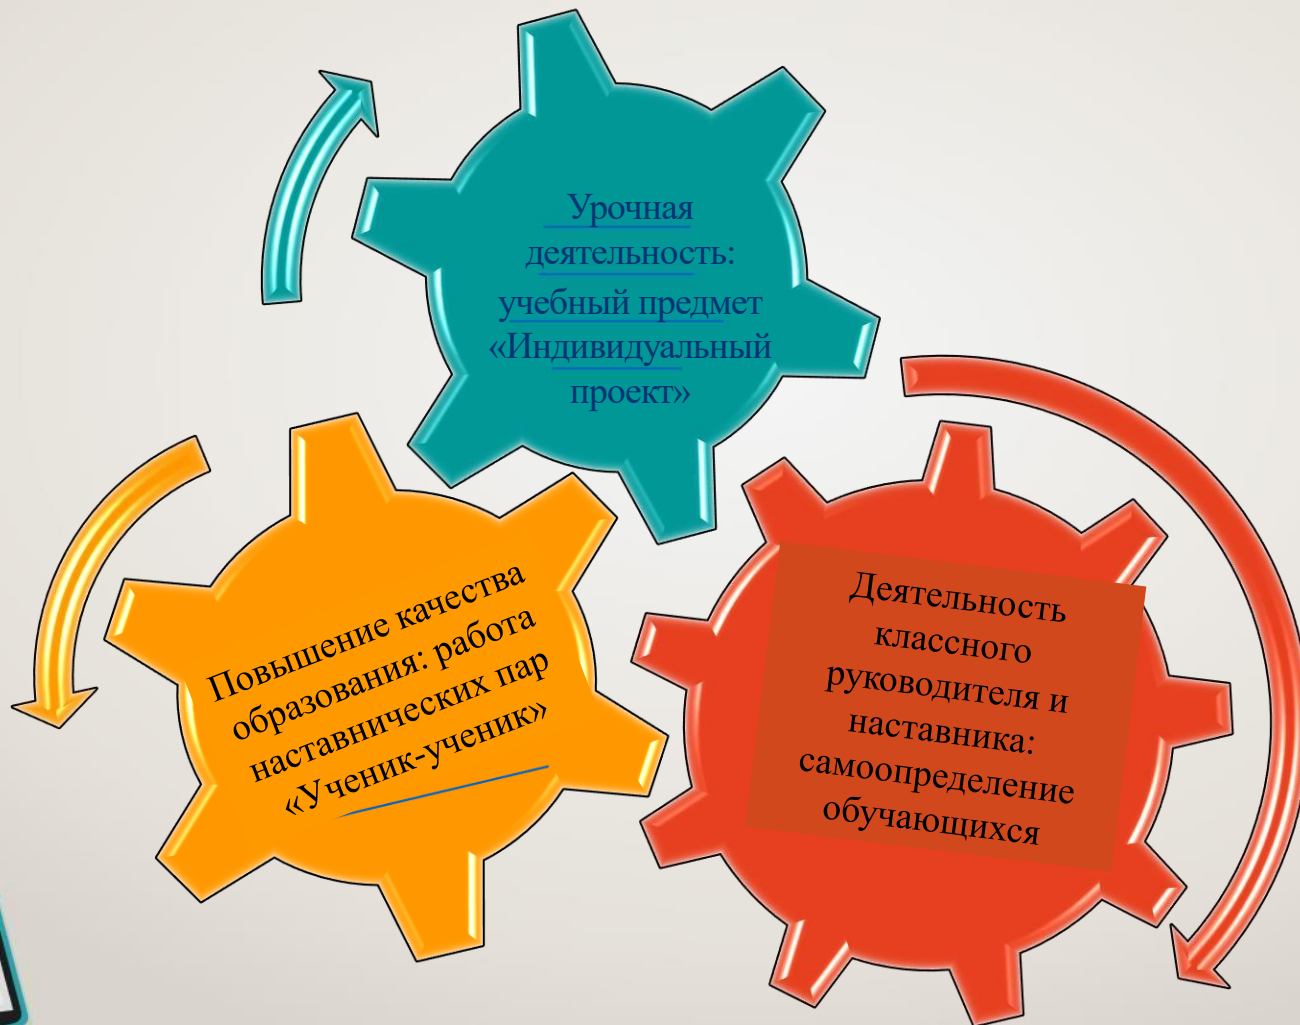 Урочная
деятельность:
учебный предмет
«Индивидуальный
проект»
Повышение качества
образования: работа
наставнических пар
«Ученик-ученик»
Деятельность
классного
руководителя и
наставника:
самоопределение
обучающихся